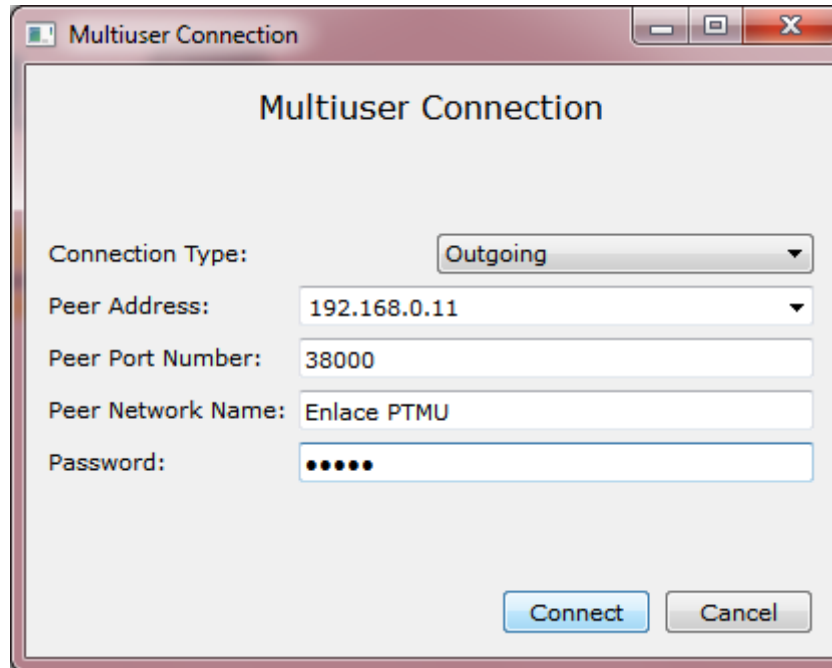 Multiuser Connection
Multiuser Connection
Connection Type: Outgoing
Peer Address: 192.168.0.11
Peer Port Number: 38000
Peer Network Name: Enlace PTMU
Password: •••••
Connect Cancel